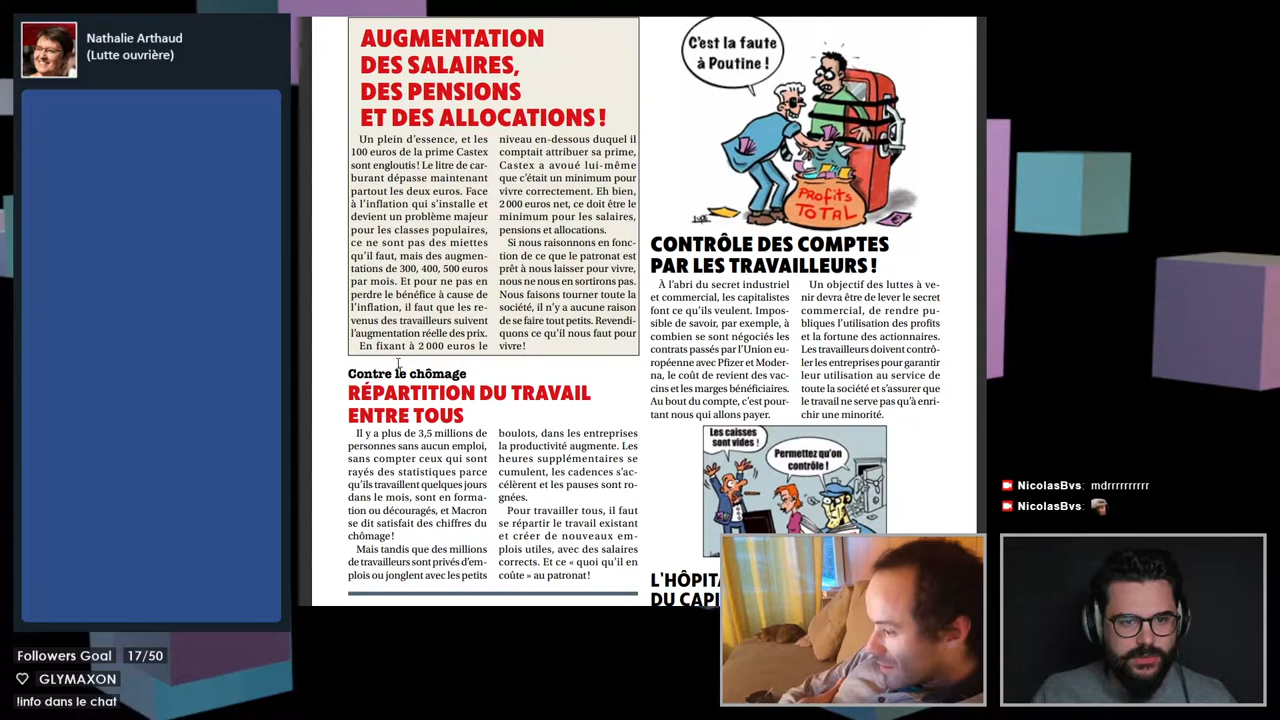 Nathalie Arthaud
(Lutte ouvrière)
AUGMENTATION
DES SALAIRES,
DES PENSIONS
ET DES ALLOCATIONS !
Un plein d'essence, et les
100 euros de la prime Castex
sont engloutis ! Le litre de car-
burant dépasse maintenant
partout les deux euros. Face
à l'inflation qui s'installe et
devient un problème majeur
pour les classes populaires,
ce ne sont pas des miettes
qu'il faut, mais des augmen-
tations de 300, 400, 500 euros
par mois. Et pour ne pas en
perdre le bénéfice à cause de
l'inflation, il faut que les re-
venus des travailleurs suivent
l'augmentation réelle des prix.
En fixant à 2 000 euros le
niveau en-dessous duquel il
comptait attribuer sa prime,
Castex a avoué lui-même
que c'était un minimum pour
vivre correctement. Eh bien,
2 000 euros net, ce doit être le
minimum pour les salaires,
pensions et allocations.
Si nous raisonnons en fonc-
tion de ce que le patronat est
prêt à nous laisser pour vivre,
nous ne nous en sortirons pas.
Nous faisons tourner toute la
société, il n'y a aucune raison
de se faire tout petits. Revendi-
quons ce qu'il nous faut pour
vivre !
Contre le chômage
RÉPARTITION DU TRAVAIL
ENTRE TOUS
Il y a plus de 3,5 millions de
personnes sans aucun emploi,
sans compter ceux qui sont
rayés des statistiques parce
qu'ils travaillent quelques jours
dans le mois, sont en forma-
tion ou découragés, et Macron
se dit satisfait des chiffres du
chômage !
Mais tandis que des millions
de travailleurs sont privés d'em-
plois ou jonglent avec les petits
boulots, dans les entreprises
la productivité augmente. Les
heures supplémentaires se
cumulent, les cadences s'ac-
célèrent et les pauses sont ro-
gnées.
Pour travailler tous, il faut
se répartir le travail existant
et créer de nouveaux em-
plois utiles, avec des salaires
corrects. Et ce « quoi qu'il en
coûte » au patronat !
C'est la faute
à Poutine !
PROFITS
TOTAL
CONTRÔLE DES COMPTES
PAR LES TRAVAILLEURS !
À l'abri du secret industriel
et commercial, les capitalistes
font ce qu'ils veulent. Impos-
sible de savoir, par exemple, à
combien se sont négociés les
contrats passés par l'Union eu-
ropéenne avec Pfizer et Moder-
na, le coût de revient des vac-
cins et les marges bénéficiaires.
Au bout du compte, c'est pour-
tant nous qui allons payer.
Un objectif des luttes à ve-
nir devra être de lever le secret
commercial, de rendre pu-
bliques l'utilisation des profits
et la fortune des actionnaires.
Les travailleurs doivent contrô-
ler les entreprises pour garantir
leur utilisation au service de
toute la société et s'assurer que
le travail ne serve pas qu'à enri-
chir une minorité.
Les caisses
sont vides !
Permettez qu'on
contrôle !
L'HÔPITA
DU CAPI
NicolasBvs: mdrrrrrrrrr
NicolasBvs:
Followers Goal 17/50
GLYMAXON
!info dans le chat